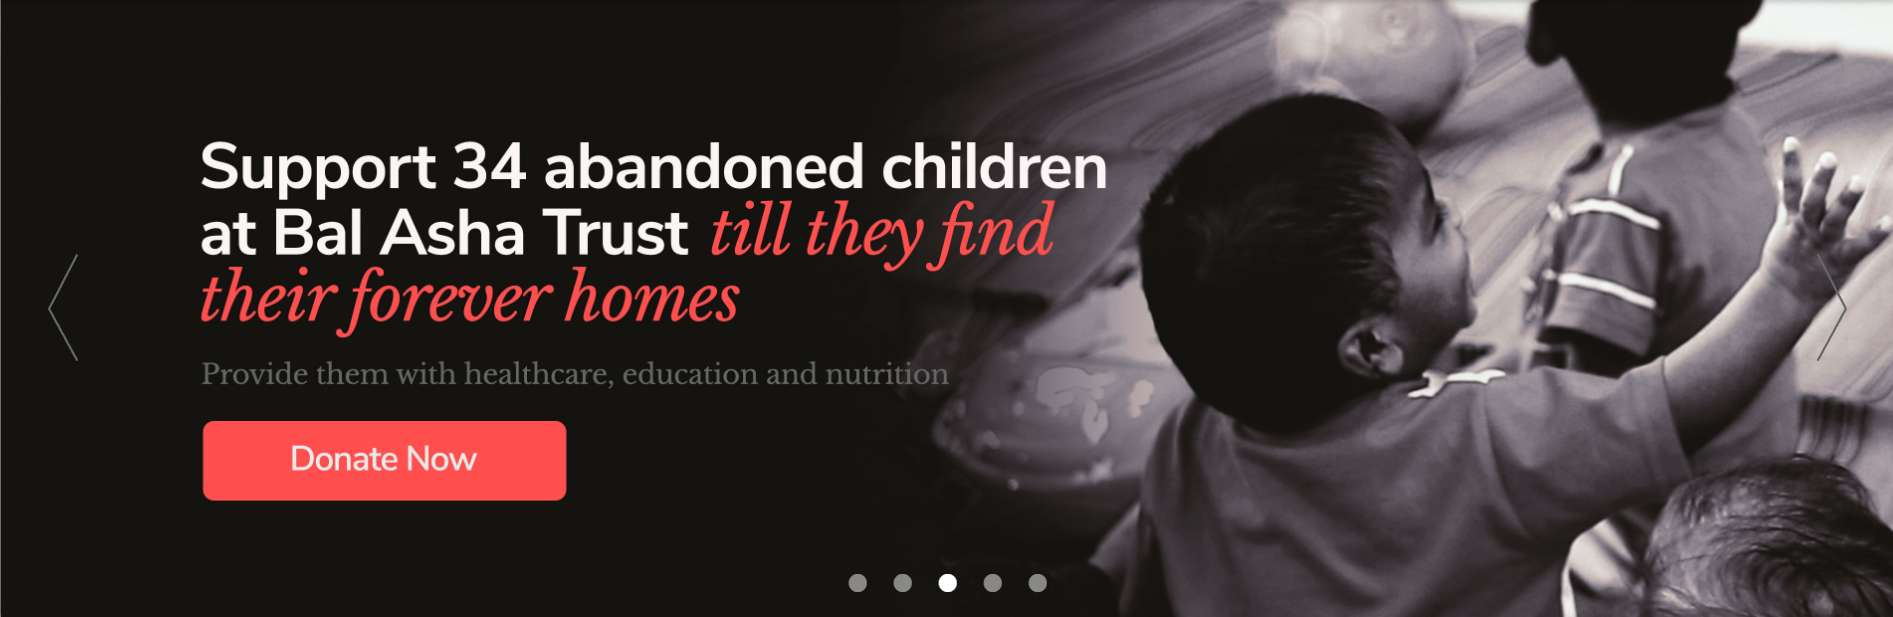 Support 34 abandoned children
at Bal Asha Trust till they find
their forever homes
Provide them with healthcare, education and nutrition
Donate Now